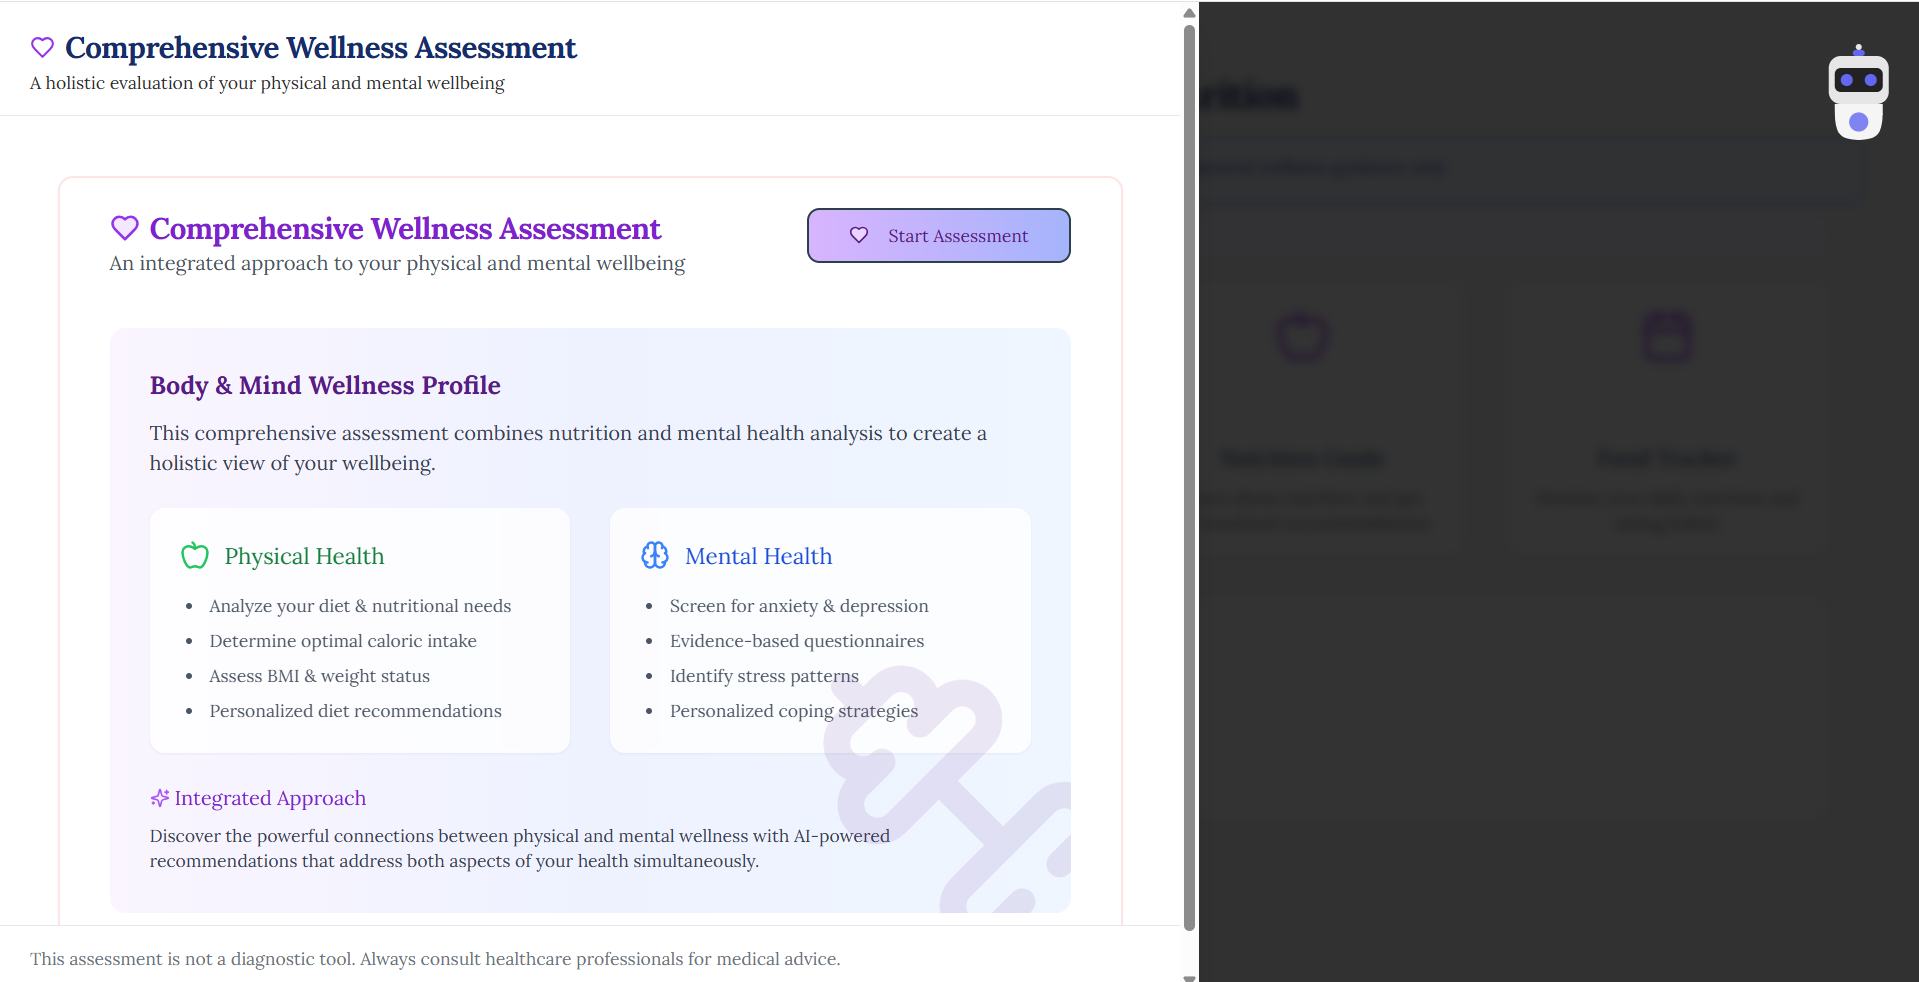 Comprehensive Wellness Assessment
A holistic evaluation of your physical and mental wellbeing
Comprehensive Wellness Assessment
An integrated approach to your physical and mental wellbeing
Start Assessment
Body & Mind Wellness Profile
This comprehensive assessment combines nutrition and mental health analysis to create a
holistic view of your wellbeing.
Physical Health
• Analyze your diet & nutritional needs
• Determine optimal caloric intake
• Assess BMI & weight status
• Personalized diet recommendations
Mental Health
• Screen for anxiety & depression
• Evidence-based questionnaires
• Identify stress patterns
• Personalized coping strategies
Integrated Approach
Discover the powerful connections between physical and mental wellness with AI-powered
recommendations that address both aspects of your health simultaneously.
This assessment is not a diagnostic tool. Always consult healthcare professionals for medical advice.
Nutrition Guide
Food Tracker